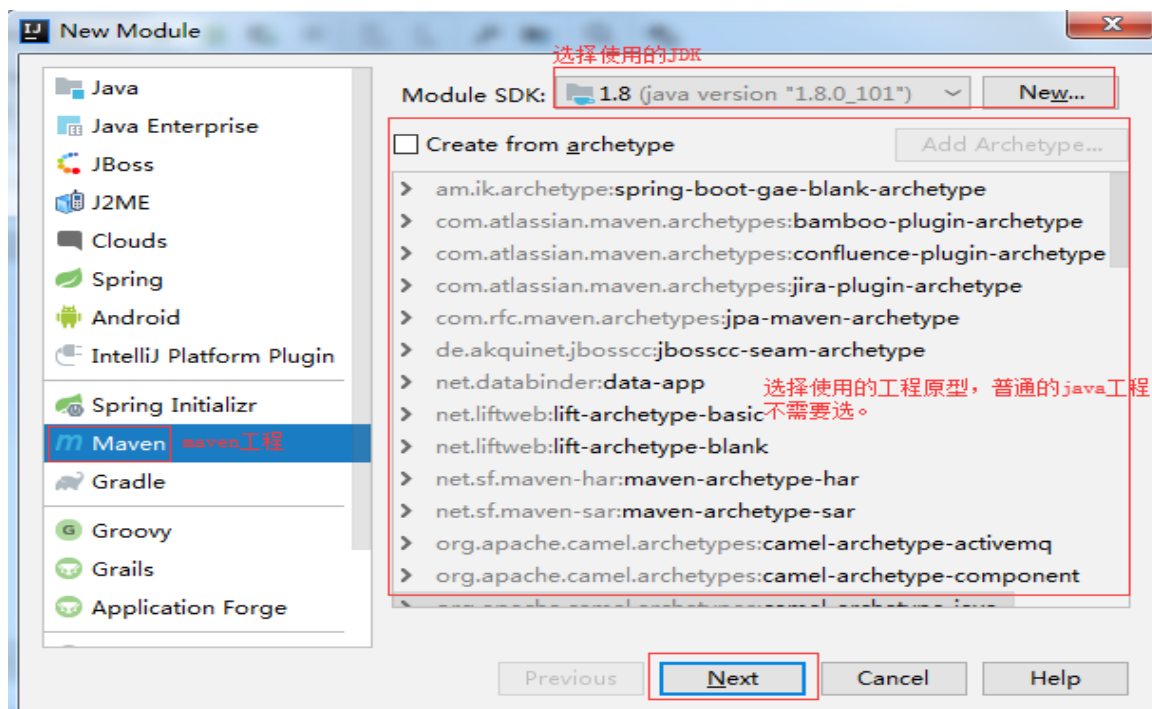 New Module
选择使用的JDK
Java
Java Enterprise
JBoss
J2ME
Clouds
Spring
Android
IntelliJ Platform Plugin
Spring Initializr
Maven maven工程
Gradle
Groovy
Grails
Application Forge
Module SDK: 1.8 (java version "1.8.0_101") New...
Create from archetype Add Archetype...
am.ik.archetype:spring-boot-gae-blank-archetype
com.atlassian.maven.archetypes:bamboo-plugin-archetype
com.atlassian.maven.archetypes:confluence-plugin-archetype
com.atlassian.maven.archetypes:jira-plugin-archetype
com.rfc.maven.archetypes:jpa-maven-archetype
de.akquinet.jbosscc:jbosscc-seam-archetype
net.databinder:data-app
net.liftweb:lift-archetype-basic
选择使用的工程原型，普通的java工程
不需要选。
net.liftweb:lift-archetype-blank
net.sf.maven-har:maven-archetype-har
net.sf.maven-sar:maven-archetype-sar
org.apache.camel.archetypes:camel-archetype-activemq
org.apache.camel.archetypes:camel-archetype-component
org.apache.camel.archetypes:camel-archetype-java
Previous Next Cancel Help